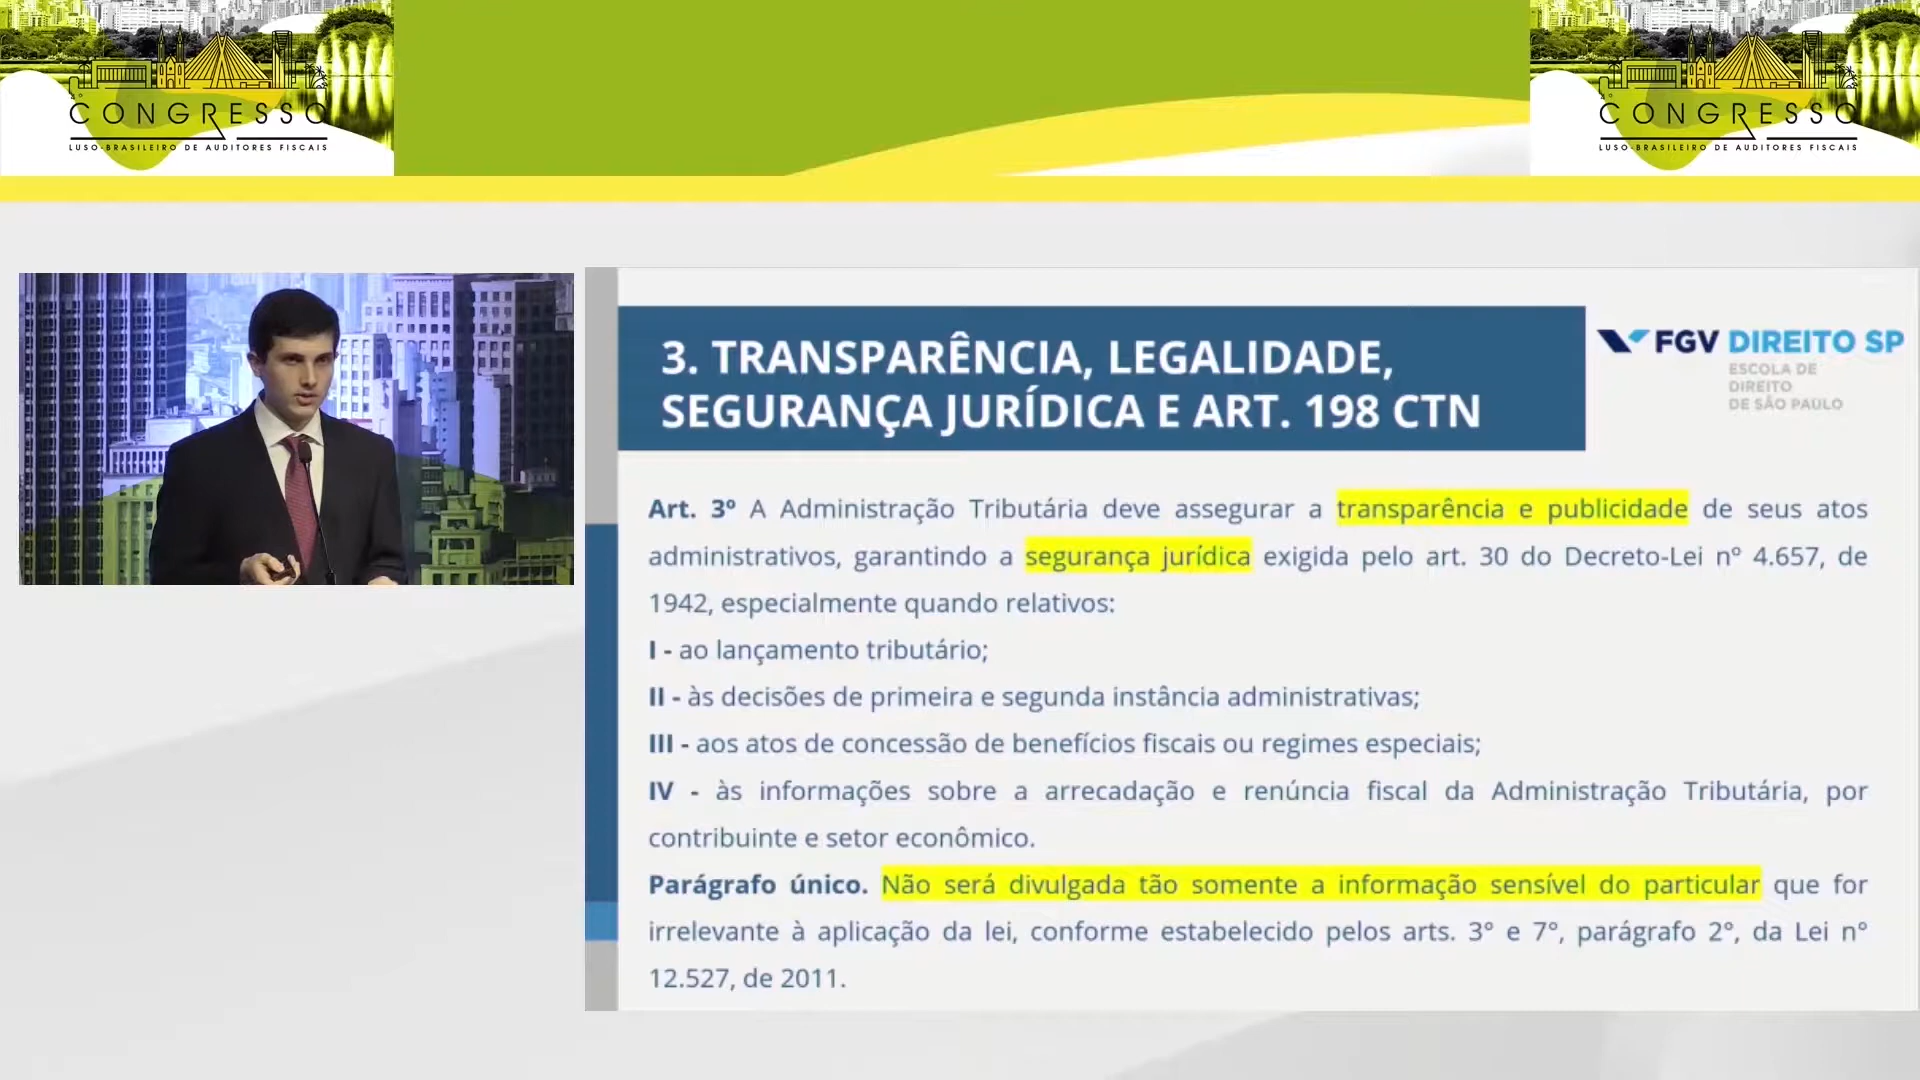 CONGRESSO
LUSO-BRASILEIRO DE AUDITORES FISCAIS
CONGRESSO
LUSO-BRASILEIRO DE AUDITORES FISCAIS
3. TRANSPARÊNCIA, LEGALIDADE,
SEGURANÇA JURÍDICA E ART. 198 CTN
FGV DIREITO SP
ESCOLA DE
DIREITO
DE SÃO PAULO
Art. 3º A Administração Tributária deve assegurar a transparência e publicidade de seus atos
administrativos, garantindo a segurança jurídica exigida pelo art. 30 do Decreto-Lei nº 4.657, de
1942, especialmente quando relativos:
I - ao lançamento tributário;
II - às decisões de primeira e segunda instância administrativas;
III - aos atos de concessão de benefícios fiscais ou regimes especiais;
IV - às informações sobre a arrecadação e renúncia fiscal da Administração Tributária, por
contribuinte e setor econômico.
Parágrafo único. Não será divulgada tão somente a informação sensível do particular que for
irrelevante à aplicação da lei, conforme estabelecido pelos arts. 3° e 7°, parágrafo 2°, da Lei n°
12.527, de 2011.